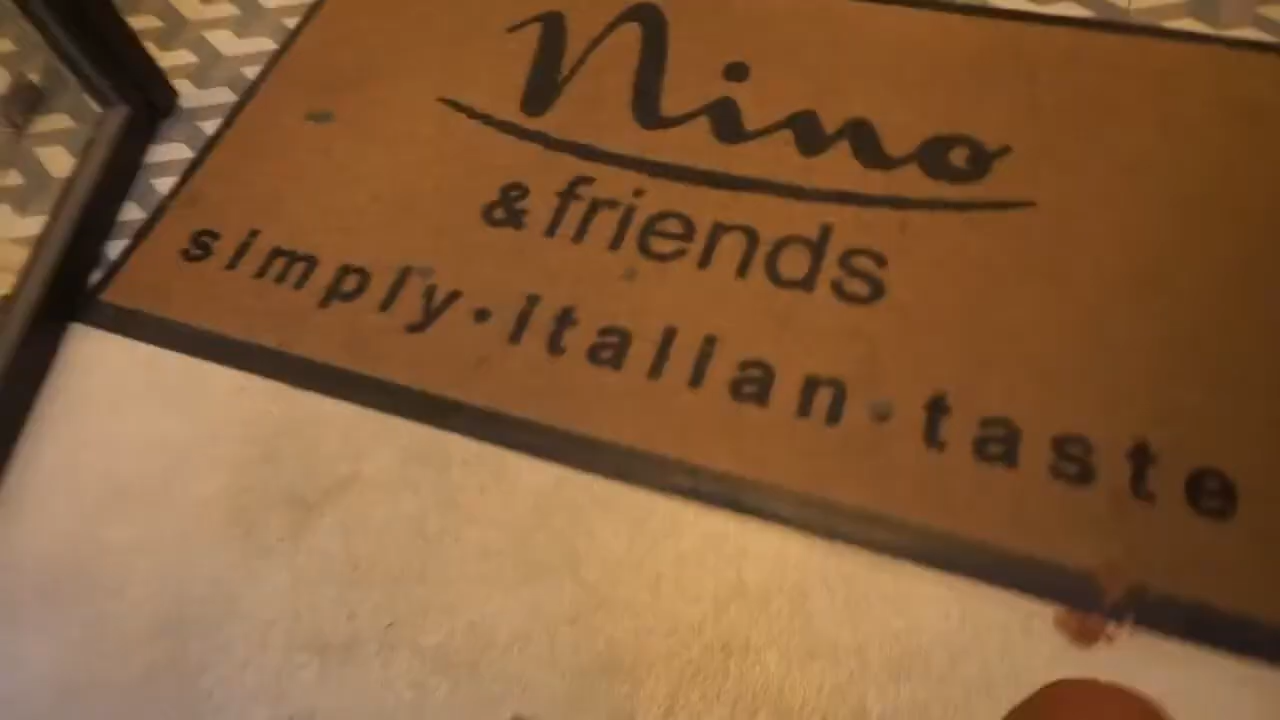 Nino
& friends
simply • italian • taste